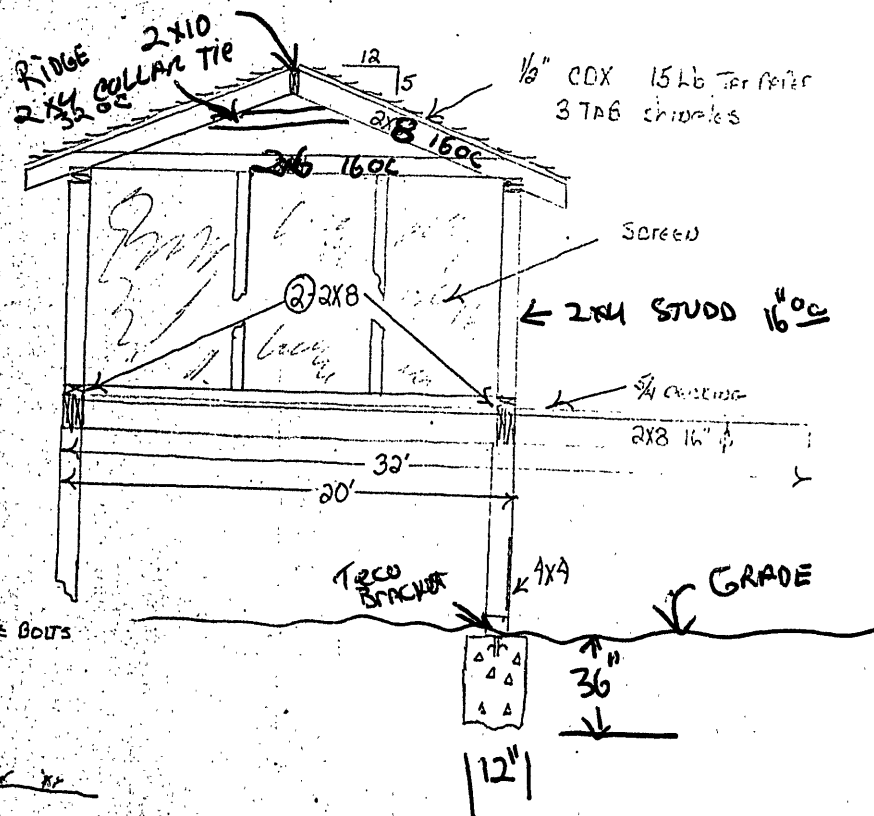 RIDGE 2X10
2X4 COLLAR TIE
32 OC
12
5
1/2" CDX 15 Lb TAR PAPER
3 TAB SHINGLES
2X8 16OC
2X6 16OC
SCREEN
② 2X8
2X4 STUDD 16" OC
5/4 DECKING
2X8 16"
32'
20'
TECO
BRACKET
4X4
GRADE
BOLTS
36"
12"